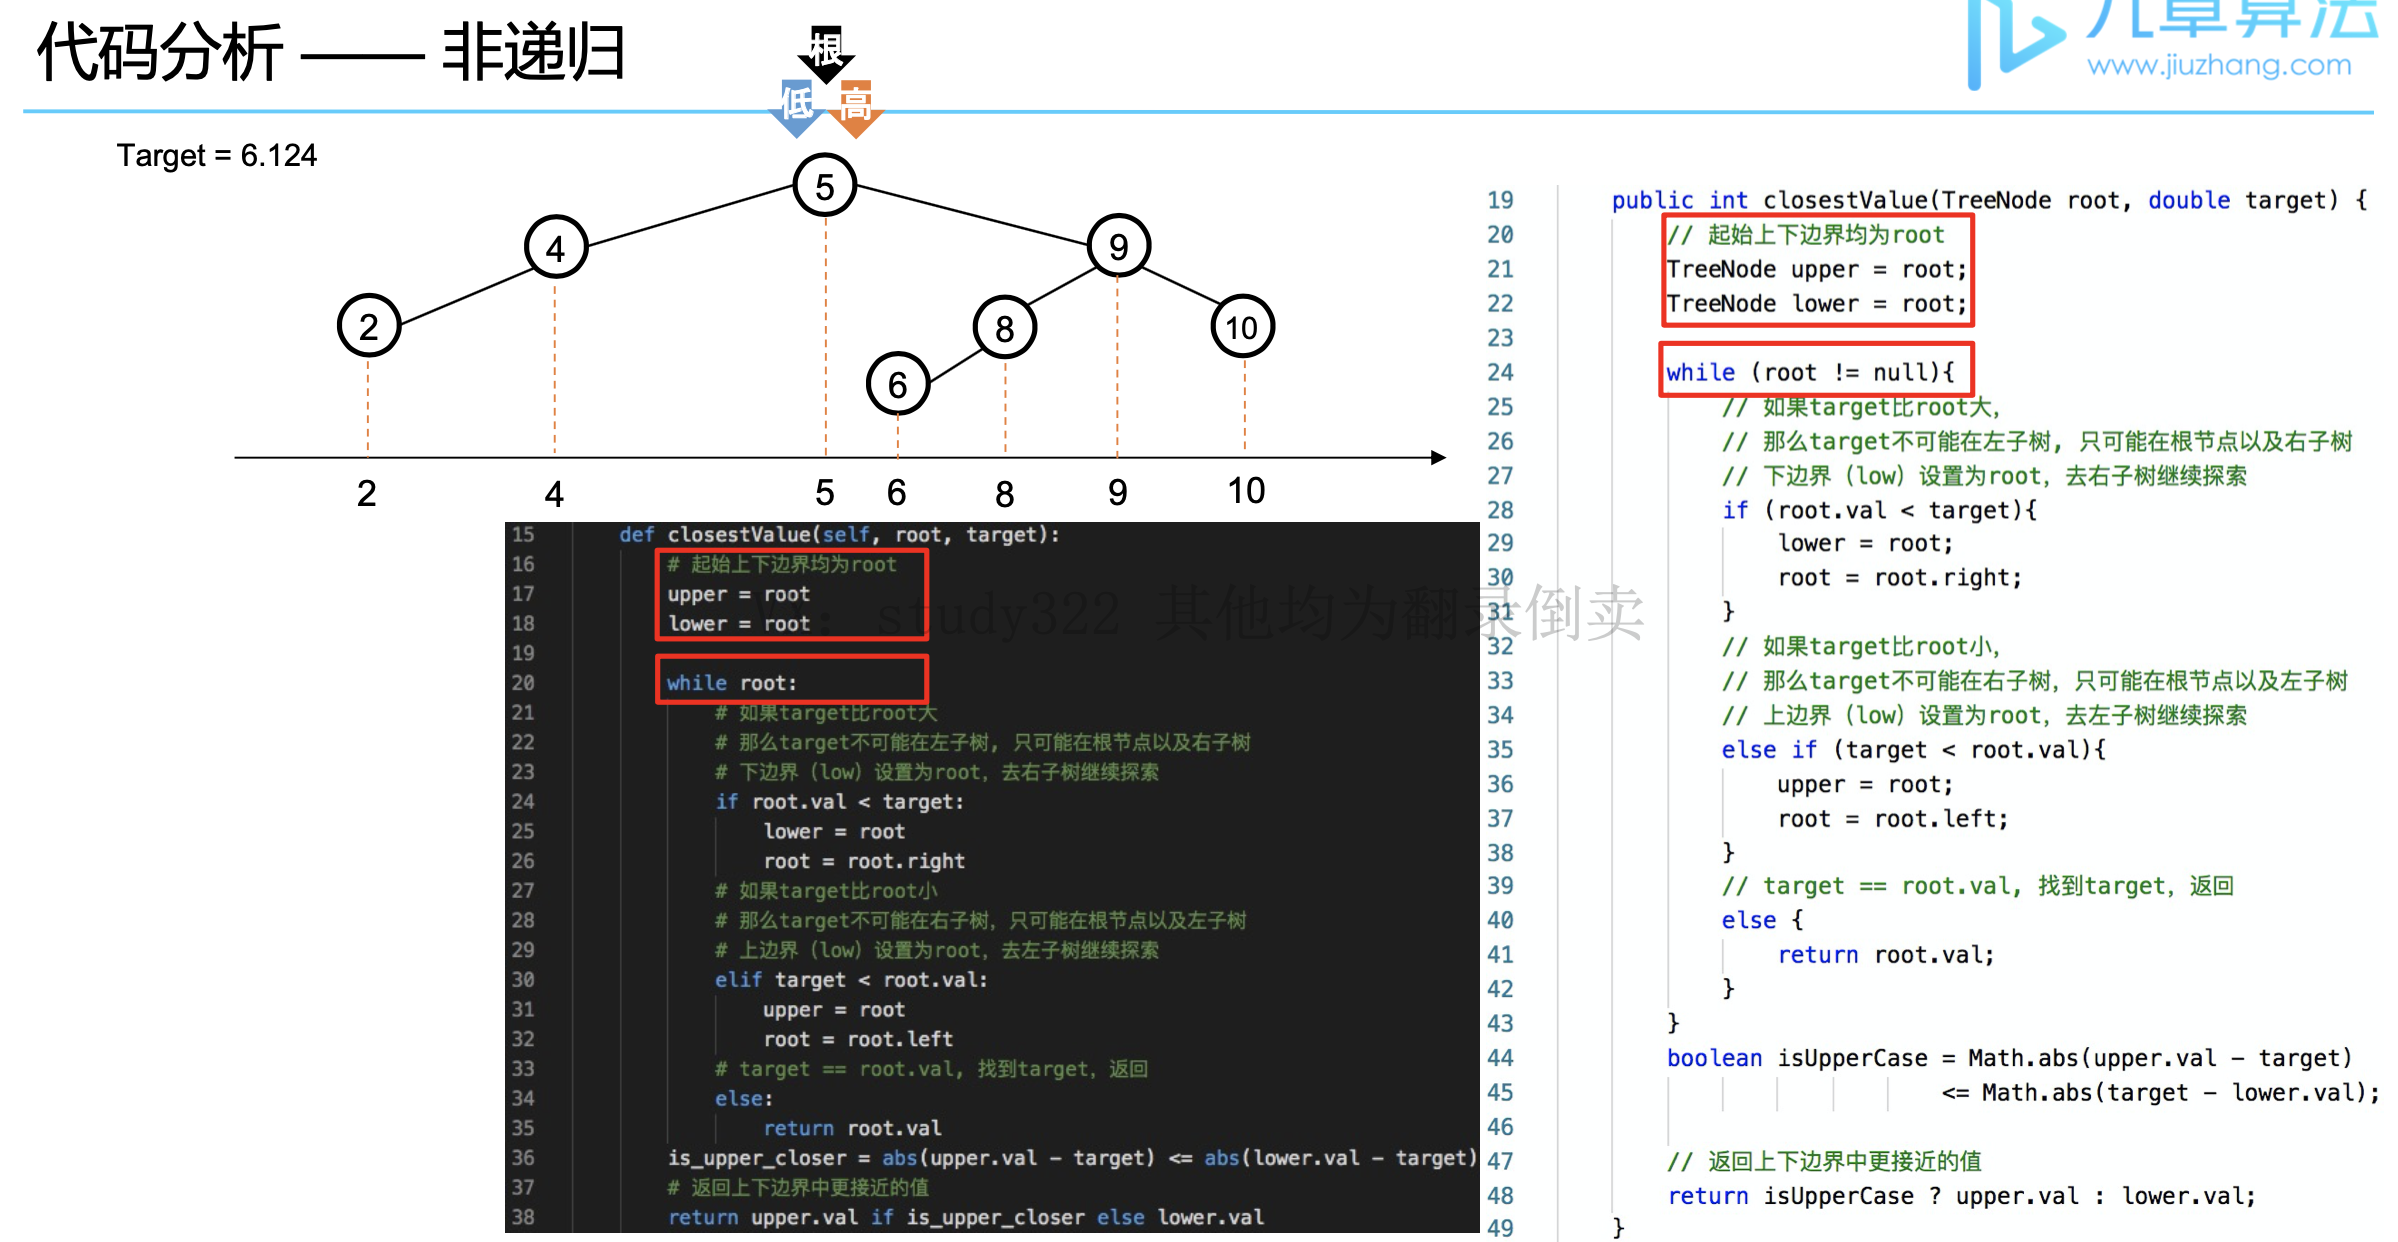 代码分析 —— 非递归
根
低 高
九章算法
www.jiuzhang.com
Target = 6.124
5
4
9
2
8
10
6
2 4 5 6 8 9 10
15 def closestValue(self, root, target):
16 # 起始上下边界均为root
17 upper = root
18 lower = root
19
20 while root:
21 # 如果target比root大
22 # 那么target不可能在左子树, 只可能在根节点以及右子树
23 # 下边界（low）设置为root, 去右子树继续探索
24 if root.val < target:
25 lower = root
26 root = root.right
27 # 如果target比root小
28 # 那么target不可能在右子树, 只可能在根节点以及左子树
29 # 上边界（low）设置为root, 去左子树继续探索
30 elif target < root.val:
31 upper = root
32 root = root.left
33 # target == root.val, 找到target, 返回
34 else:
35 return root.val
36 is_upper_closer = abs(upper.val - target) <= abs(lower.val - target)
37 # 返回上下边界中更接近的值
38 return upper.val if is_upper_closer else lower.val
19 public int closestValue(TreeNode root, double target) {
20 // 起始上下边界均为root
21 TreeNode upper = root;
22 TreeNode lower = root;
23
24 while (root != null){
25 // 如果target比root大,
26 // 那么target不可能在左子树, 只可能在根节点以及右子树
27 // 下边界（low）设置为root, 去右子树继续探索
28 if (root.val < target){
29 lower = root;
30 root = root.right;
31 }
32 // 如果target比root小,
33 // 那么target不可能在右子树, 只可能在根节点以及左子树
34 // 上边界（low）设置为root, 去左子树继续探索
35 else if (target < root.val){
36 upper = root;
37 root = root.left;
38 }
39 // target == root.val, 找到target, 返回
40 else {
41 return root.val;
42 }
43 }
44 boolean isUpperCase = Math.abs(upper.val - target)
45 <= Math.abs(target - lower.val);
46
47 // 返回上下边界中更接近的值
48 return isUpperCase ? upper.val : lower.val;
49 }
study322 其他均为翻录倒卖